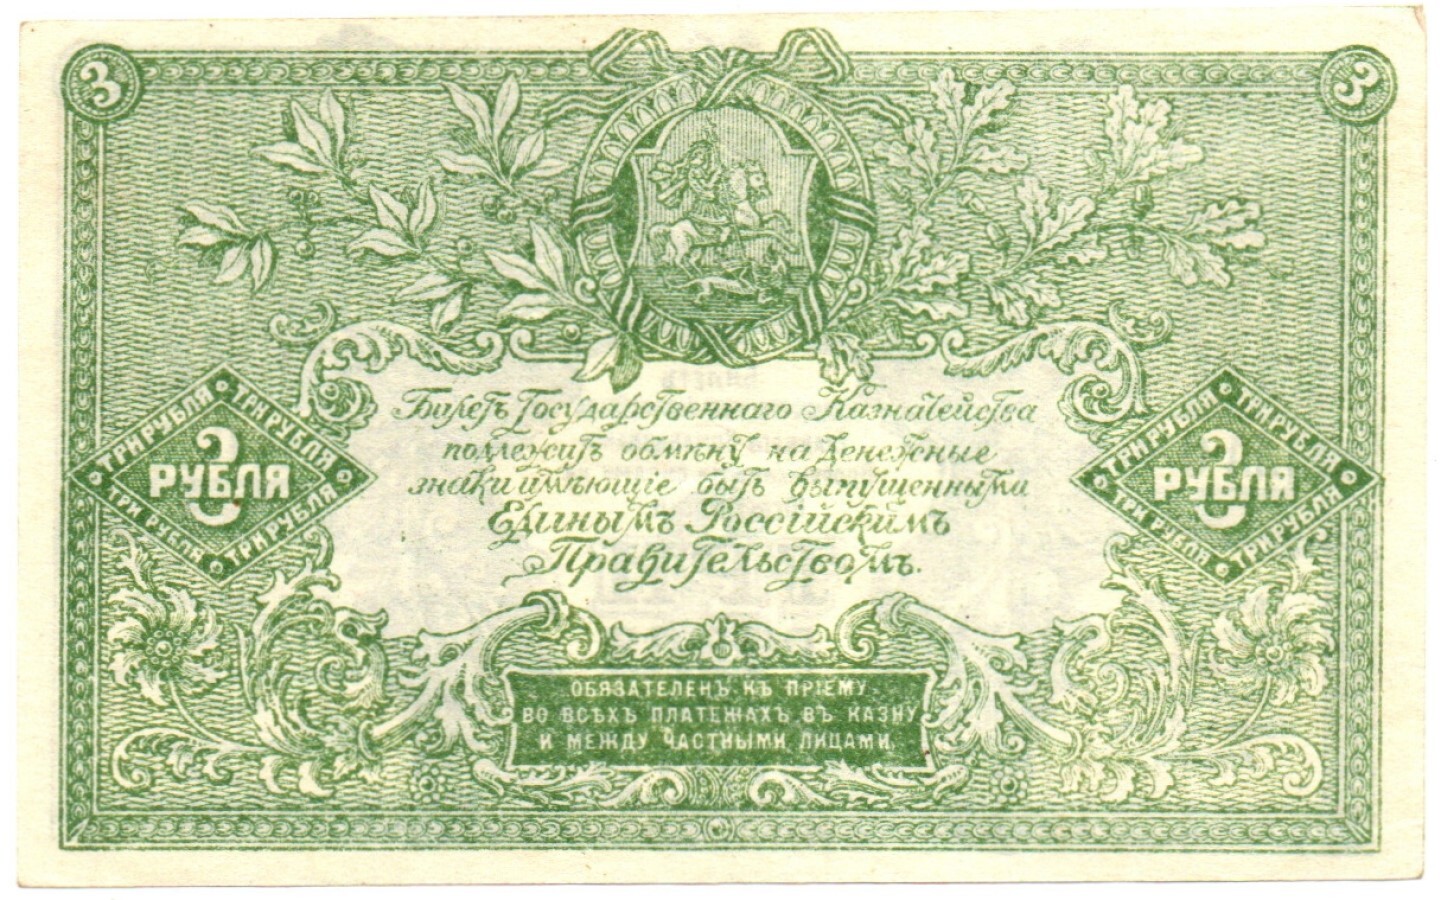 3
3
Билетъ Государственнаго Казначейства
подлежитъ обмѣну на денежные
знаки имѣющіе быть выпущенными
Единымъ Россійскимъ
Правительствомъ.
ТРИ РУБЛЯ ТРИ РУБЛЯ
3
РУБЛЯ
ТРИ РУБЛЯ ТРИ РУБЛЯ
ТРИ РУБЛЯ ТРИ РУБЛЯ
3
РУБЛЯ
ТРИ РУБЛЯ ТРИ РУБЛЯ
ОБЯЗАТЕЛЕНЪ КЪ ПРІЕМУ
ВО ВСѢХЪ ПЛАТЕЖАХЪ ВЪ КАЗНУ
И МЕЖДУ ЧАСТНЫМИ ЛИЦАМИ